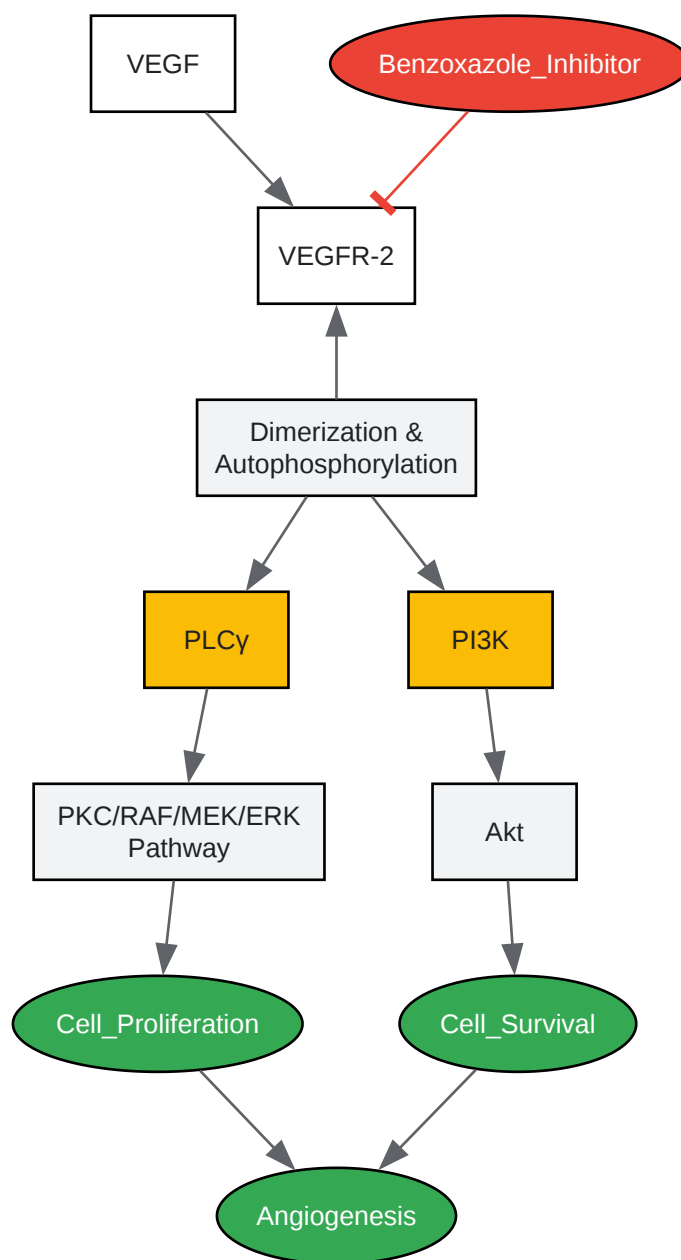 VEGF
Benzoxazole_Inhibitor
VEGFR-2
Dimerization &
Autophosphorylation
PLCγ
PI3K
PKC/RAF/MEK/ERK
Pathway
Akt
Cell_Proliferation
Cell_Survival
Angiogenesis